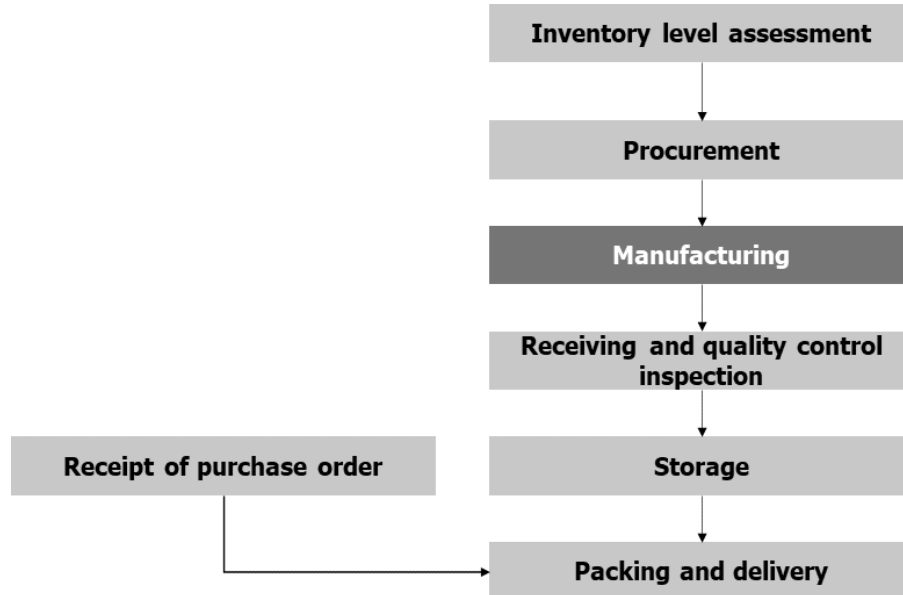 Inventory level assessment
Procurement
Manufacturing
Receiving and quality control
inspection
Receipt of purchase order
Storage
Packing and delivery